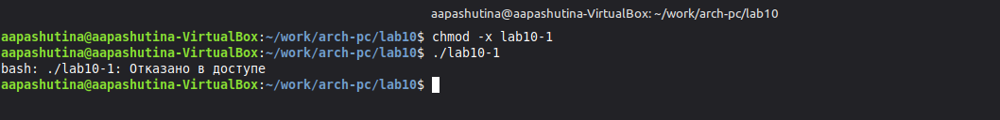 aapashutina@aapashutina-VirtualBox: ~/work/arch-pc/lab10
aapashutina@aapashutina-VirtualBox:~/work/arch-pc/lab10$ chmod -x lab10-1
aapashutina@aapashutina-VirtualBox:~/work/arch-pc/lab10$ ./lab10-1
bash: ./lab10-1: Отказано в доступе
aapashutina@aapashutina-VirtualBox:~/work/arch-pc/lab10$